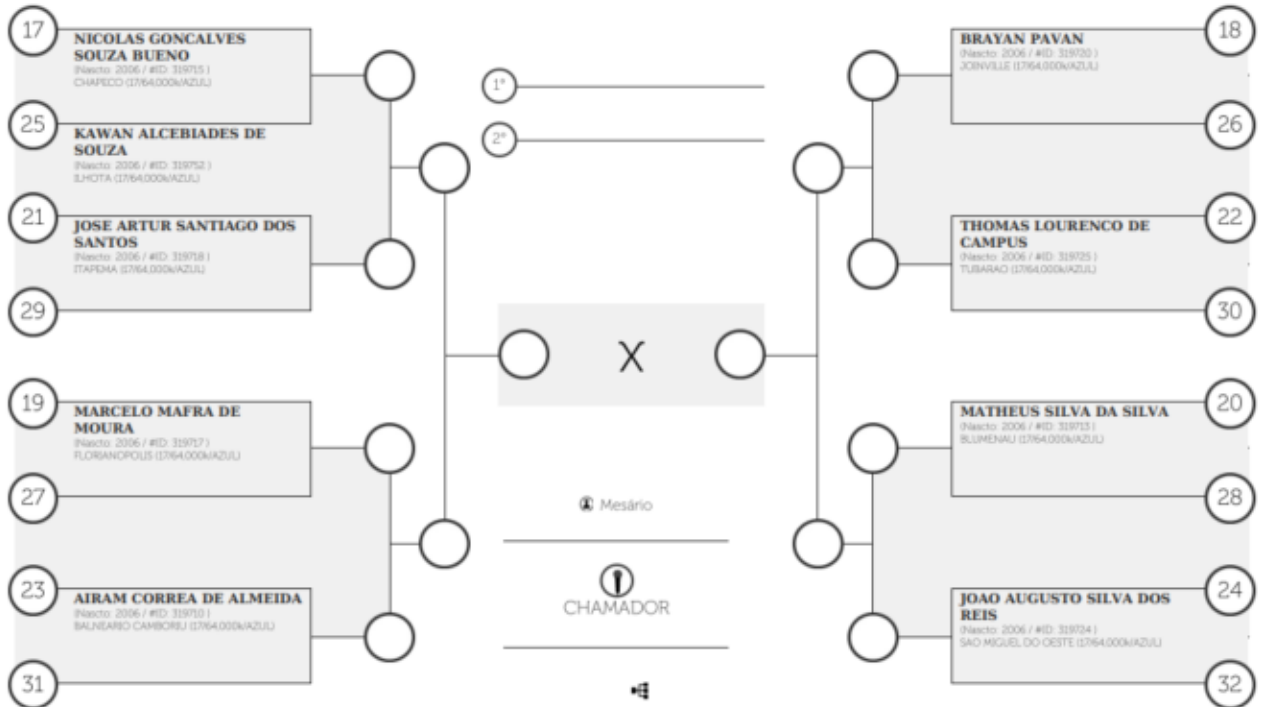 17
NICOLAS GONCALVES
SOUZA BUENO
(Nascto: 2006 / #ID: 319715 )
CHAPECO (17/64,000k/AZUL)
25
KAWAN ALCEBIADES DE
SOUZA
(Nascto: 2006 / #ID: 319752 )
ILHOTA (17/64,000k/AZUL)
21
JOSE ARTUR SANTIAGO DOS
SANTOS
(Nascto: 2006 / #ID: 319718 )
ITAPEMA (17/64,000k/AZUL)
29
19
MARCELO MAFRA DE
MOURA
(Nascto: 2006 / #ID: 319717 )
FLORIANOPOLIS (17/64,000k/AZUL)
27
23
AIRAM CORREA DE ALMEIDA
(Nascto: 2006 / #ID: 319710 )
BALNEARIO CAMBORIU (17/64,000k/AZUL)
31
1°
2°
X
Mesário
CHAMADOR
18
BRAYAN PAVAN
(Nascto: 2006 / #ID: 319720 )
JOINVILLE (17/64,000k/AZUL)
26
22
THOMAS LOURENCO DE
CAMPUS
(Nascto: 2006 / #ID: 319725 )
TUBARAO (17/64,000k/AZUL)
30
20
MATHEUS SILVA DA SILVA
(Nascto: 2006 / #ID: 319713 )
BLUMENAU (17/64,000k/AZUL)
28
24
JOAO AUGUSTO SILVA DOS
REIS
(Nascto: 2006 / #ID: 319724 )
SAO MIGUEL DO OESTE (17/64,000k/AZUL)
32